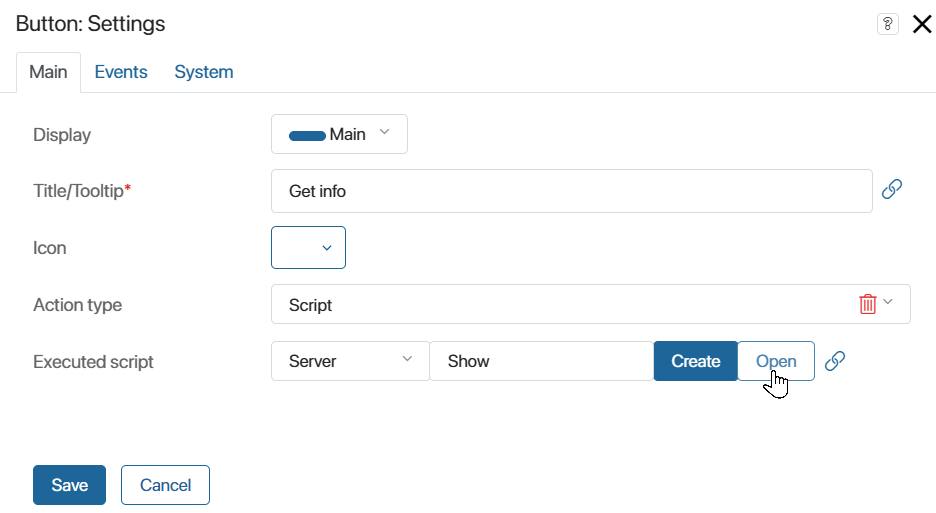 Button: Settings ?
Main Events System
Display Main
Title/Tooltip* Get info
Icon
Action type Script
Executed script Server Show Create Open
Save Cancel